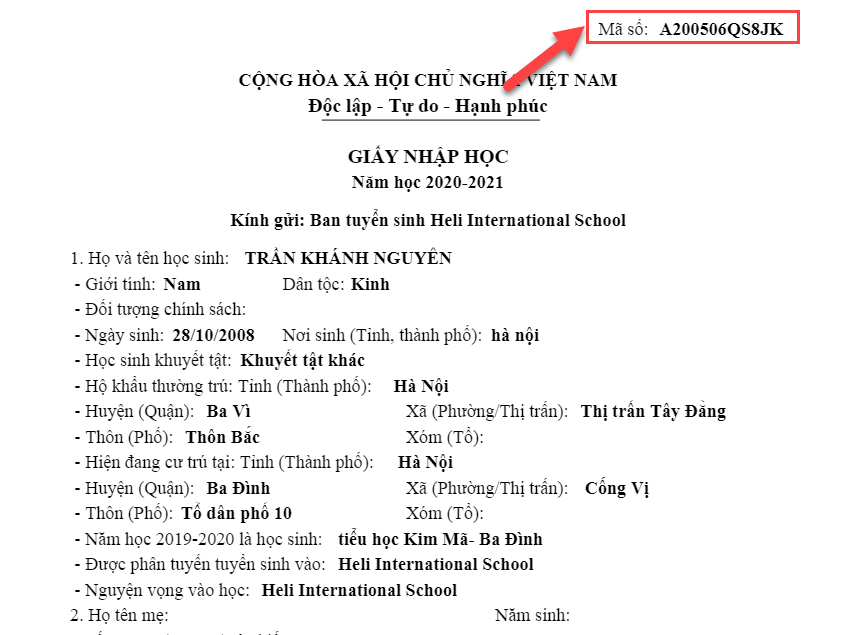 Mã số: A200506QS8JK
CỘNG HÒA XÃ HỘI CHỦ NGHĨA VIỆT NAM
Độc lập - Tự do - Hạnh phúc
GIẤY NHẬP HỌC
Năm học 2020-2021
Kính gửi: Ban tuyển sinh Heli International School
1. Họ và tên học sinh: TRẦN KHÁNH NGUYÊN
- Giới tính: Nam Dân tộc: Kinh
- Đối tượng chính sách:
- Ngày sinh: 28/10/2008 Nơi sinh (Tỉnh, thành phố): hà nội
- Học sinh khuyết tật: Khuyết tật khác
- Hộ khẩu thường trú: Tỉnh (Thành phố): Hà Nội
- Huyện (Quận): Ba Vì Xã (Phường/Thị trấn): Thị trấn Tây Đằng
- Thôn (Phố): Thôn Bắc Xóm (Tổ):
- Hiện đang cư trú tại: Tỉnh (Thành phố): Hà Nội
- Huyện (Quận): Ba Đình Xã (Phường/Thị trấn): Cống Vị
- Thôn (Phố): Tổ dân phố 10 Xóm (Tổ):
- Năm học 2019-2020 là học sinh: tiểu học Kim Mã- Ba Đình
- Được phân tuyến tuyển sinh vào: Heli International School
- Nguyện vọng vào học: Heli International School
2. Họ tên mẹ: Năm sinh: